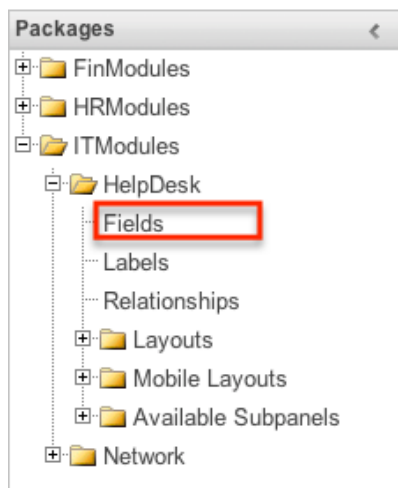 Packages
FinModules
HRModules
ITModules
HelpDesk
Fields
Labels
Relationships
Layouts
Mobile Layouts
Available Subpanels
Network